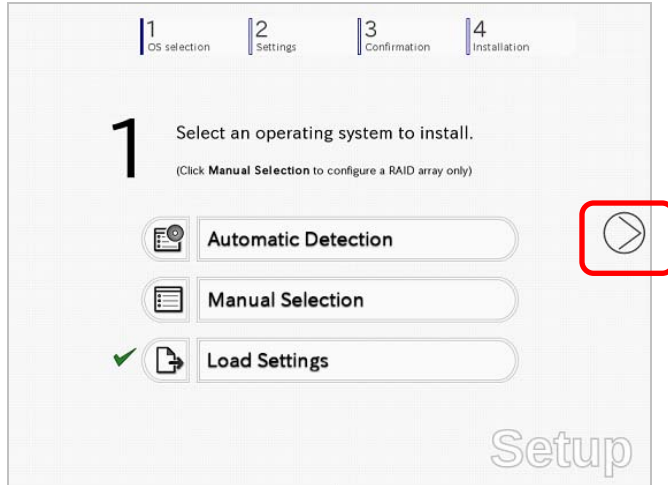 1
OS selection
2
Settings
3
Confirmation
4
Installation
1
Select an operating system to install.
(Click Manual Selection to configure a RAID array only)
Automatic Detection
Manual Selection
Load Settings
Setup